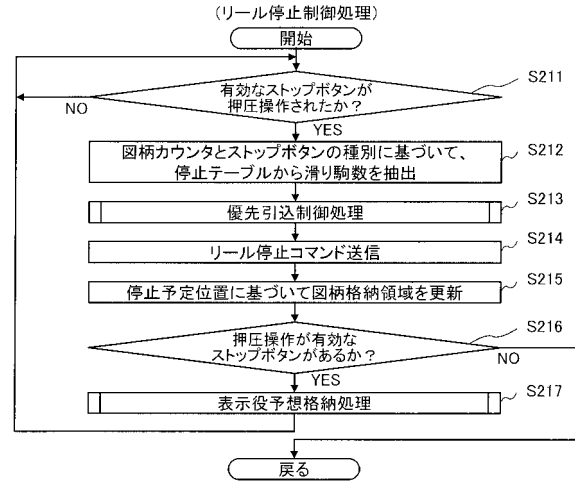 (リール停止制御処理)
開始
有効なストップボタンが
押圧操作されたか?
S211
NO
YES
図柄カウンタとストップボタンの種別に基づいて、
停止テーブルから滑り駒数を抽出
S212
優先引込制御処理
S213
リール停止コマンド送信
S214
停止予定位置に基づいて図柄格納領域を更新
S215
押圧操作が有効な
ストップボタンがあるか?
S216
NO
YES
表示役予想格納処理
S217
戻る